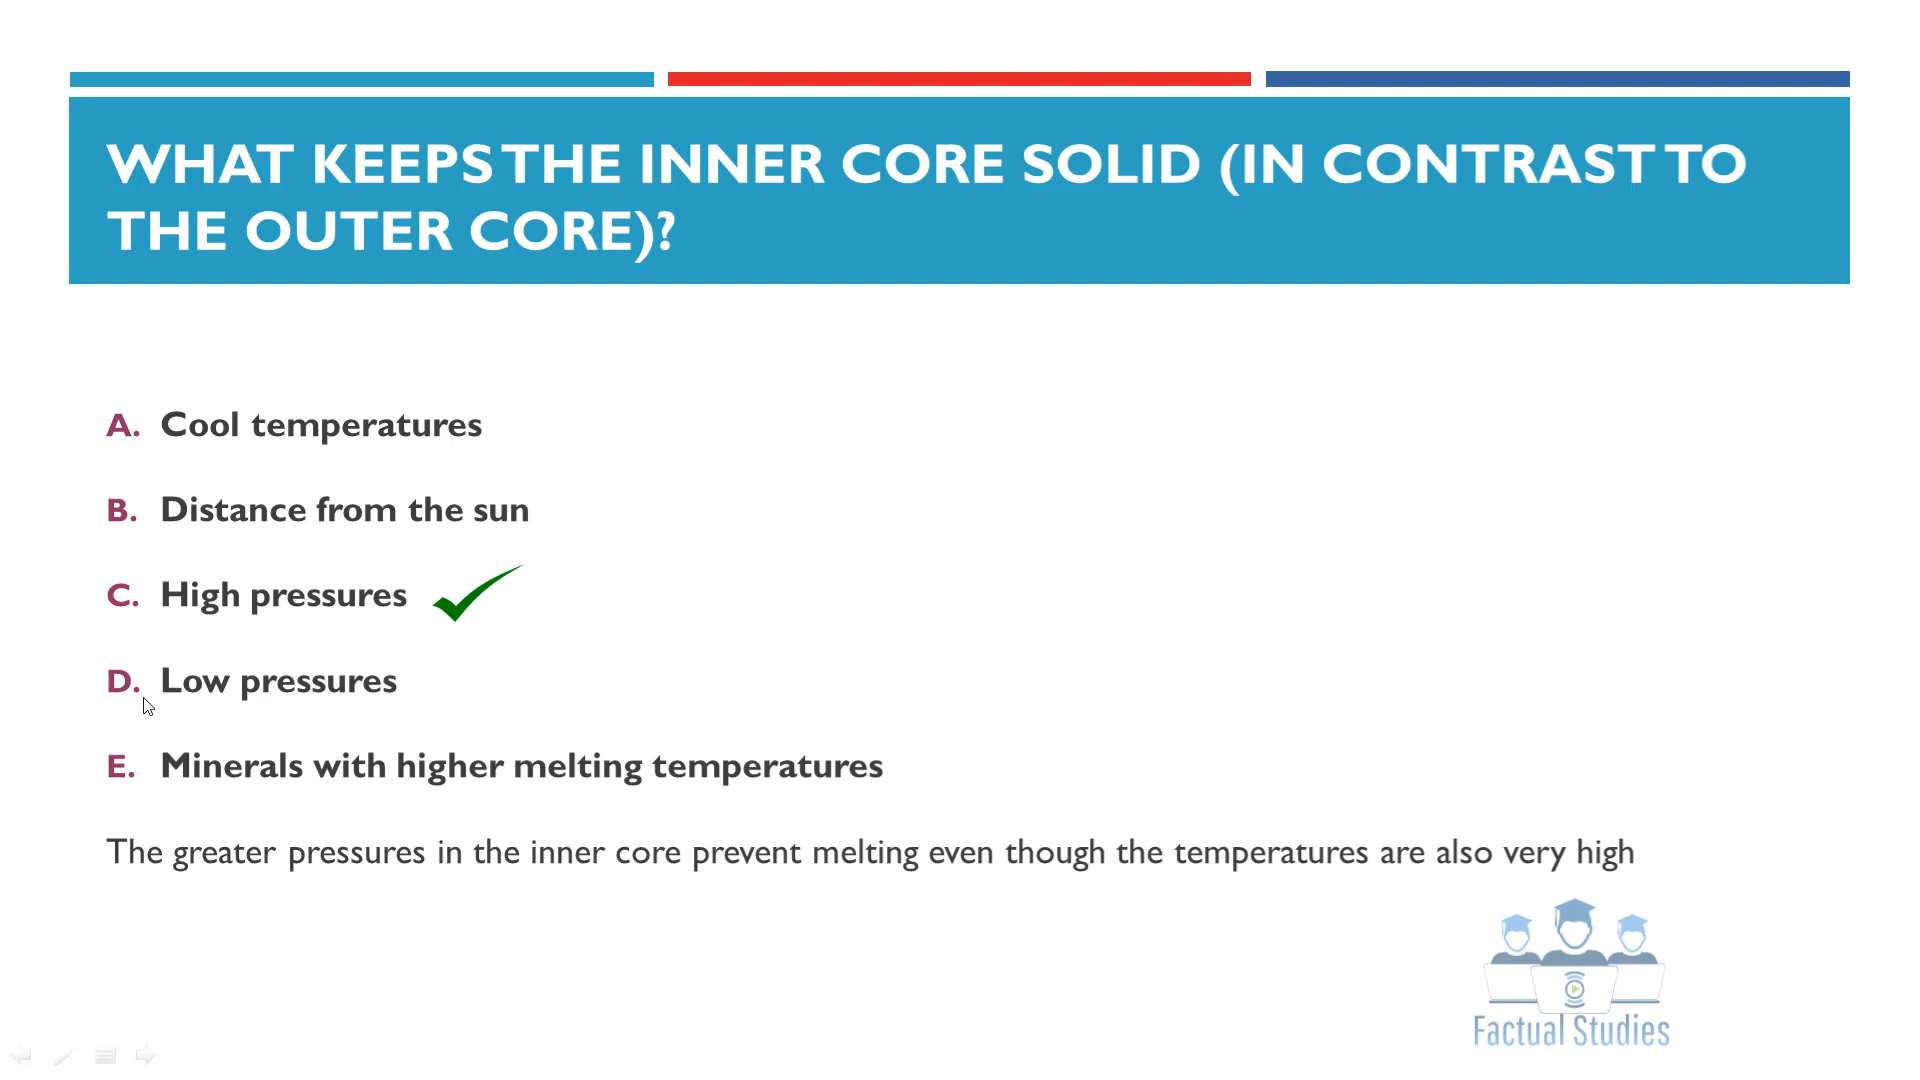 WHAT KEEPS THE INNER CORE SOLID (IN CONTRAST TO
THE OUTER CORE)?
A. Cool temperatures
B. Distance from the sun
C. High pressures
D. Low pressures
E. Minerals with higher melting temperatures
The greater pressures in the inner core prevent melting even though the temperatures are also very high
Factual Studies